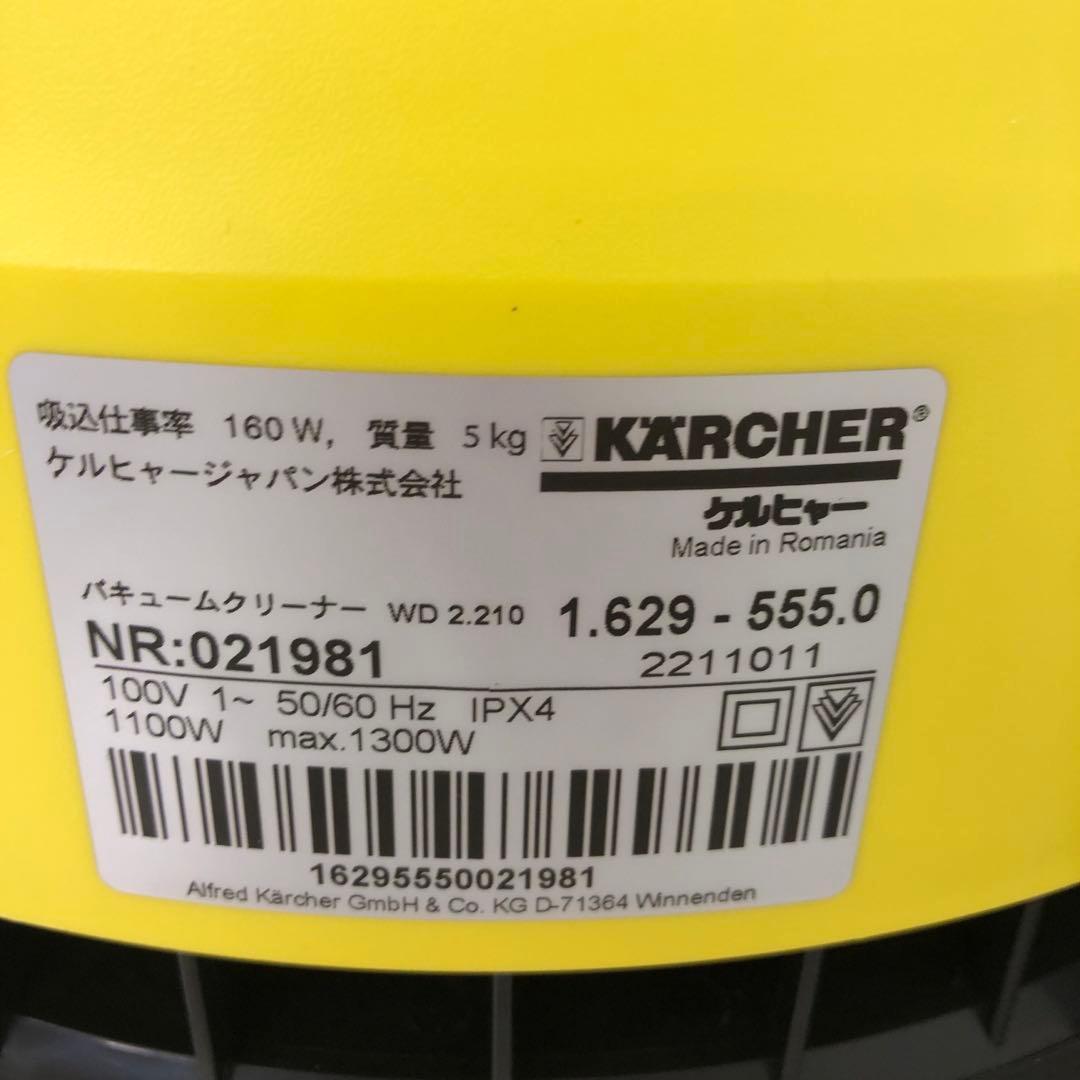 吸込仕事率 160 W, 質量 5 kg
ケルヒャージャパン株式会社
KÄRCHER®
ケルヒャー
Made in Romania
バキュームクリーナー WD 2.210 1.629 - 555.0
NR:021981 2211011
100V 1~ 50/60 Hz IPX4
1100W max.1300W
16295550021981
Alfred Kärcher GmbH & Co. KG D-71364 Winnenden